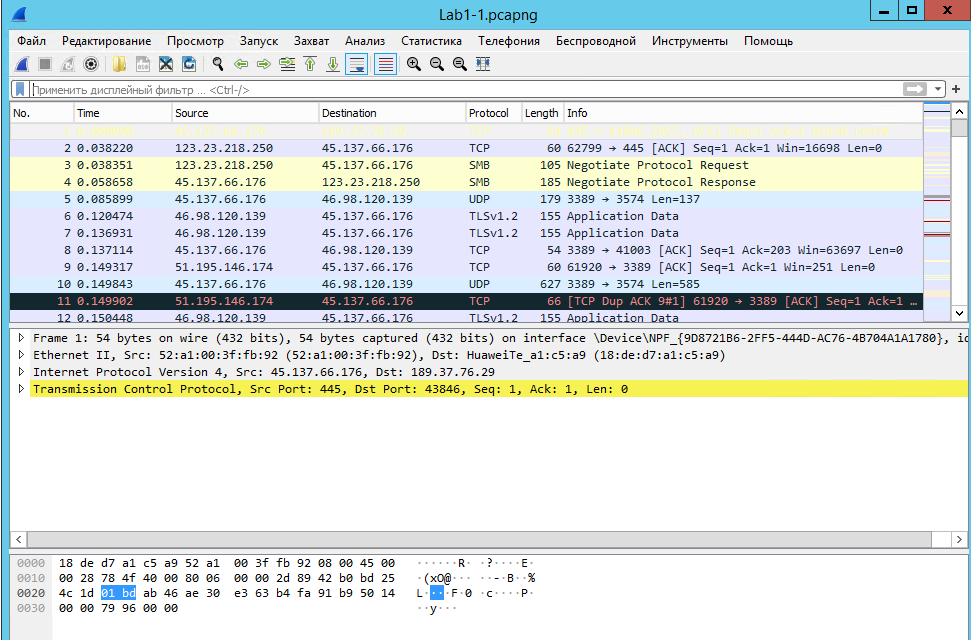 Lab1-1.pcapng
Файл Редактирование Просмотр Запуск Захват Анализ Статистика Телефония Беспроводной Инструменты Помощь
Применить дисплейный фильтр ... <Ctrl-/>
No. Time Source Destination Protocol Length Info
2 0.038220 123.23.218.250 45.137.66.176 TCP 60 62799 → 445 [ACK] Seq=1 Ack=1 Win=16698 Len=0
3 0.038351 123.23.218.250 45.137.66.176 SMB 105 Negotiate Protocol Request
4 0.058658 45.137.66.176 123.23.218.250 SMB 185 Negotiate Protocol Response
5 0.085899 45.137.66.176 46.98.120.139 UDP 179 3389 → 3574 Len=137
6 0.120474 46.98.120.139 45.137.66.176 TLSv1.2 155 Application Data
7 0.136931 46.98.120.139 45.137.66.176 TLSv1.2 155 Application Data
8 0.137114 45.137.66.176 46.98.120.139 TCP 54 3389 → 41003 [ACK] Seq=1 Ack=203 Win=63697 Len=0
9 0.149317 51.195.146.174 45.137.66.176 TCP 60 61920 → 3389 [ACK] Seq=1 Ack=1 Win=251 Len=0
10 0.149843 45.137.66.176 46.98.120.139 UDP 627 3389 → 3574 Len=585
11 0.149902 51.195.146.174 45.137.66.176 TCP 66 [TCP Dup ACK 9#1] 61920 → 3389 [ACK] Seq=1 Ack=1 …
12 0.150448 46.98.120.139 45.137.66.176 TLSv1.2 155 Application Data
Frame 1: 54 bytes on wire (432 bits), 54 bytes captured (432 bits) on interface \Device\NPF_{9D8721B6-2FF5-444D-AC76-4B704A1A1780}, id
Ethernet II, Src: 52:a1:00:3f:fb:92 (52:a1:00:3f:fb:92), Dst: HuaweiTe_a1:c5:a9 (18:de:d7:a1:c5:a9)
Internet Protocol Version 4, Src: 45.137.66.176, Dst: 189.37.76.29
Transmission Control Protocol, Src Port: 445, Dst Port: 43846, Seq: 1, Ack: 1, Len: 0
0000 18 de d7 a1 c5 a9 52 a1 00 3f fb 92 08 00 45 00 ······R· ·?····E·
0010 00 28 78 4f 40 00 80 06 00 00 2d 89 42 b0 bd 25 ·(xO@··· ··-·B··%
0020 4c 1d 01 bd ab 46 ae 30 e3 63 b4 fa 91 b9 50 14 L····F·0 ·c····P·
0030 00 00 79 96 00 00 ··y···